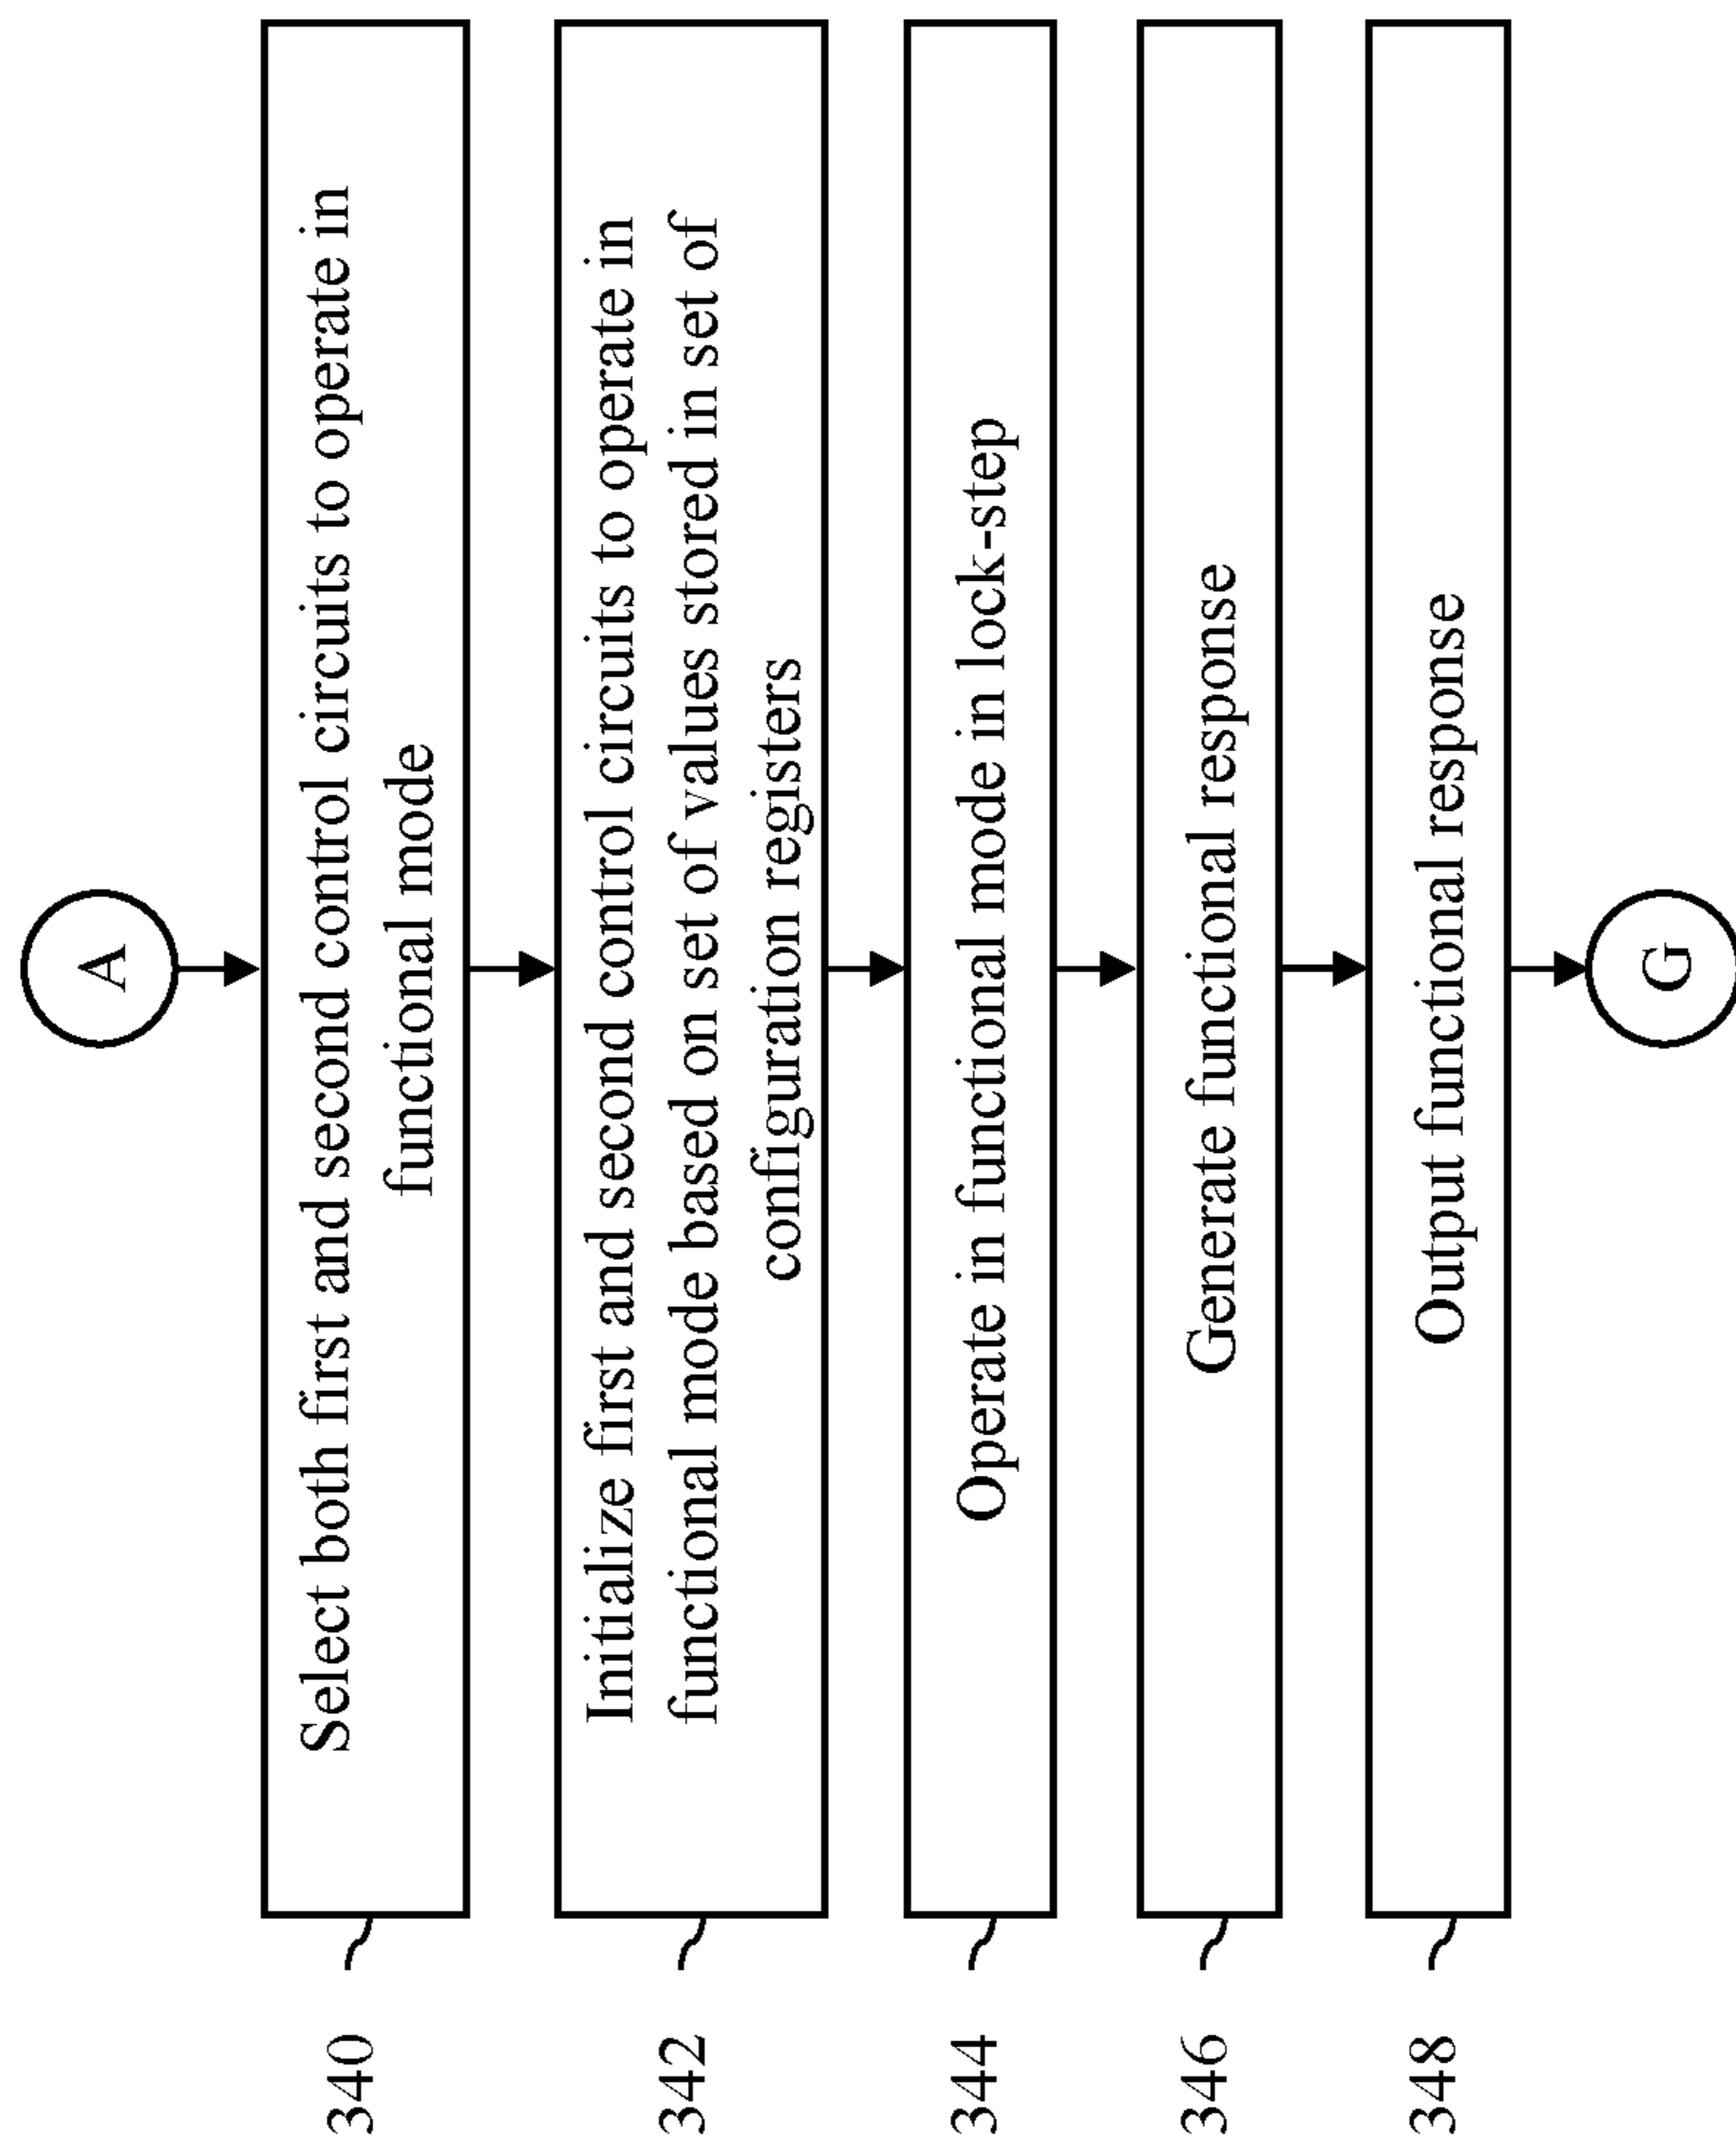 A
340
Select both first and second control circuits to operate in
functional mode
342
Initialize first and second control circuits to operate in
functional mode based on set of values stored in set of
configuration registers
344
Operate in functional mode in lock-step
346
Generate functional response
348
Output functional response
G